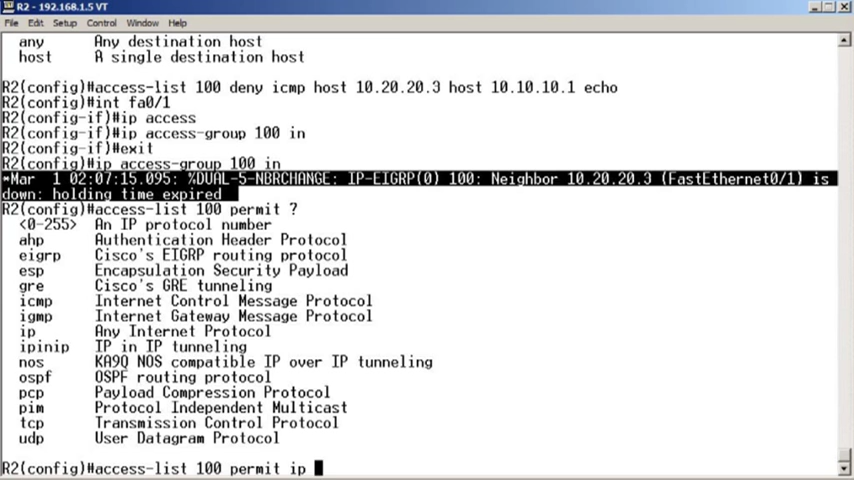 R2 - 192.168.1.5 VT
File Edit Setup Control Window Help
any Any destination host
host A single destination host
R2(config)#access-list 100 deny icmp host 10.20.20.3 host 10.10.10.1 echo
R2(config)#int fa0/1
R2(config-if)#ip access
R2(config-if)#ip access-group 100 in
R2(config-if)#exit
R2(config)#ip access-group 100 in
*Mar 1 02:07:15.095: %DUAL-5-NBRCHANGE: IP-EIGRP(0) 100: Neighbor 10.20.20.3 (FastEthernet0/1) is
down: holding time expired
R2(config)#access-list 100 permit ?
<0-255> An IP protocol number
ahp Authentication Header Protocol
eigrp Cisco's EIGRP routing protocol
esp Encapsulation Security Payload
gre Cisco's GRE tunneling
icmp Internet Control Message Protocol
igmp Internet Gateway Message Protocol
ip Any Internet Protocol
ipinip IP in IP tunneling
nos KA9Q NOS compatible IP over IP tunneling
ospf OSPF routing protocol
pcp Payload Compression Protocol
pim Protocol Independent Multicast
tcp Transmission Control Protocol
udp User Datagram Protocol
R2(config)#access-list 100 permit ip